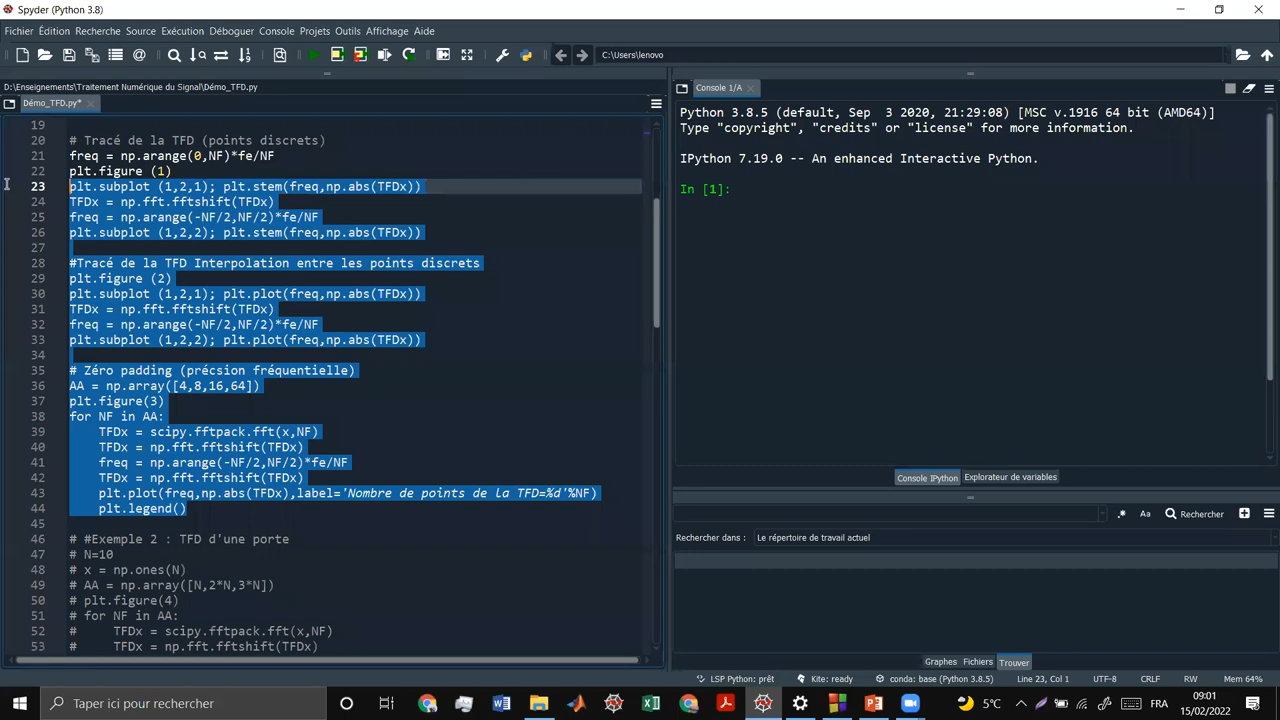 Spyder (Python 3.8)
Fichier Édition Recherche Source Exécution Déboguer Console Projets Outils Affichage Aide
C:\Users\lenovo
D:\Enseignements\Traitement Numérique du Signal\Démo_TFD.py
Démo_TFD.py*
19
20 # Tracé de la TFD (points discrets)
21 freq = np.arange(0,NF)*fe/NF
22 plt.figure (1)
23 plt.subplot (1,2,1); plt.stem(freq,np.abs(TFDx))
24 TFDx = np.fft.fftshift(TFDx)
25 freq = np.arange(-NF/2,NF/2)*fe/NF
26 plt.subplot (1,2,2); plt.stem(freq,np.abs(TFDx))
27
28 #Tracé de la TFD Interpolation entre les points discrets
29 plt.figure (2)
30 plt.subplot (1,2,1); plt.plot(freq,np.abs(TFDx))
31 TFDx = np.fft.fftshift(TFDx)
32 freq = np.arange(-NF/2,NF/2)*fe/NF
33 plt.subplot (1,2,2); plt.plot(freq,np.abs(TFDx))
34
35 # Zéro padding (précsion fréquentielle)
36 AA = np.array([4,8,16,64])
37 plt.figure(3)
38 for NF in AA:
39 TFDx = scipy.fftpack.fft(x,NF)
40 TFDx = np.fft.fftshift(TFDx)
41 freq = np.arange(-NF/2,NF/2)*fe/NF
42 TFDx = np.fft.fftshift(TFDx)
43 plt.plot(freq,np.abs(TFDx),label='Nombre de points de la TFD=%d'%NF)
44 plt.legend()
45
46 # #Exemple 2 : TFD d'une porte
47 # N=10
48 # x = np.ones(N)
49 # AA = np.array([N,2*N,3*N])
50 # plt.figure(4)
51 # for NF in AA:
52 # TFDx = scipy.fftpack.fft(x,NF)
53 # TFDx = np.fft.fftshift(TFDx)
Console 1/A
Python 3.8.5 (default, Sep 3 2020, 21:29:08) [MSC v.1916 64 bit (AMD64)]
Type "copyright", "credits" or "license" for more information.
IPython 7.19.0 -- An enhanced Interactive Python.
In [1]:
Console IPython Explorateur de variables
.* Aa Rechercher
Rechercher dans : Le répertoire de travail actuel
Graphes Fichiers Trouver
LSP Python: prêt Kite: ready conda: base (Python 3.8.5) Line 23, Col 1 UTF-8 CRLF RW Mem 64%
Taper ici pour rechercher
5°C FRA
09:01
15/02/2022